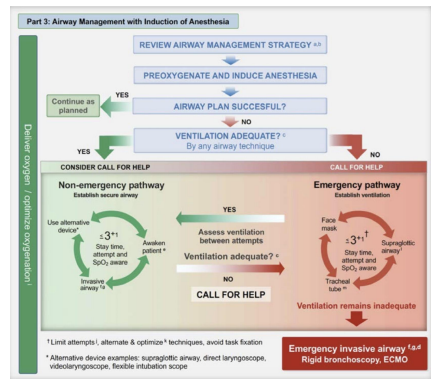 Part 3: Airway Management with Induction of Anesthesia
Deliver oxygen / optimize oxygenation
REVIEW AIRWAY MANAGEMENT STRATEGY a,b
PREOXYGENATE AND INDUCE ANESTHESIA
YES
Continue as
planned
AIRWAY PLAN SUCCESFUL?
NO
VENTILATION ADEQUATE? c
By any airway technique
YES
NO
CONSIDER CALL FOR HELP
CALL FOR HELP
Non-emergency pathway
Establish secure airway
Use alternative
device*
≤3+1
Stay time,
attempt and
SpO2 aware
Awaken
patient
Invasive
airway
YES
Assess ventilation
between attempts
Ventilation adequate? c
NO
CALL FOR HELP
Emergency pathway
Establish ventilation
Face
mask
≤3+1†
Stay time,
attempt and
SpO2 aware
Supraglottic
airway
Tracheal
tube m
Ventilation remains inadequate
† Limit attempts j, alternate & optimize k techniques, avoid task fixation
* Alternative device examples: supraglottic airway, direct laryngoscope,
videolaryngoscope, flexible intubation scope
Emergency invasive airway f,g,d
Rigid bronchoscopy, ECMO